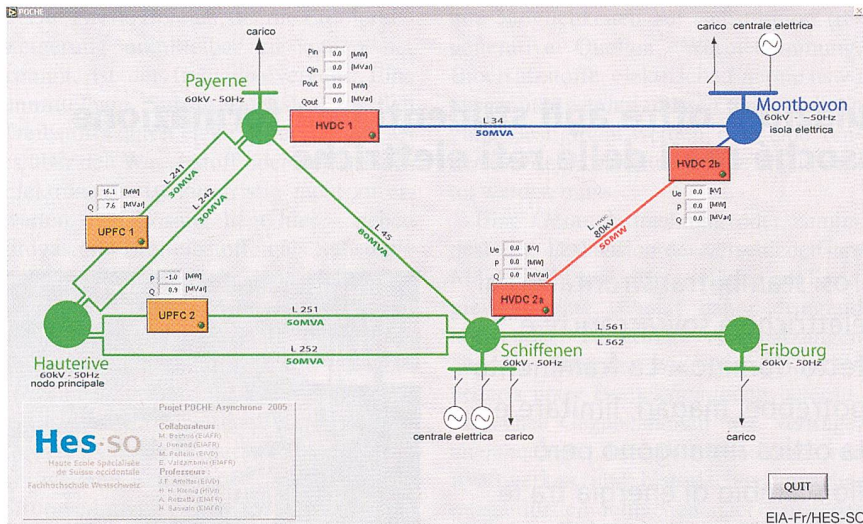 POCHE
carico
Payerne
60kV - 50Hz
Pin 0.0 [MW]
Qin 0.0 [MVar]
Pout 0.0 [MW]
Qout 0.0 [MVar]
HVDC 1
L 34
50MVA
carico
centrale elettrica
Montbovon
60kV - ~50Hz
isola elettrica
HVDC 2b
Ue 0.0 [kV]
P 0.0 [MW]
Q 0.0 [MVar]
L 241
30MVA
L 242
30MVA
P 16.1 [MW]
Q 7.6 [MVar]
UPFC 1
L 45
80MVA
L HVDC
80kV
50MW
Ue 0.0 [kV]
P 0.0 [MW]
Q 0.0 [MVar]
HVDC 2a
P -1.0 [MW]
Q 0.9 [MVar]
UPFC 2
L 251
50MVA
L 252
50MVA
Hauterive
60kV - 50Hz
nodo principale
Schiffenen
60kV - 50Hz
centrale elettrica
carico
L 561
L 562
Fribourg
60kV - 50Hz
carico
Hes·so
Haute Ecole Spécialisée
de Suisse occidentale
Fachhochschule Westschweiz
Projet POCHE Asynchrone 2005
Collaborateurs
Professeurs:
QUIT
EIA-Fr/HES-SO